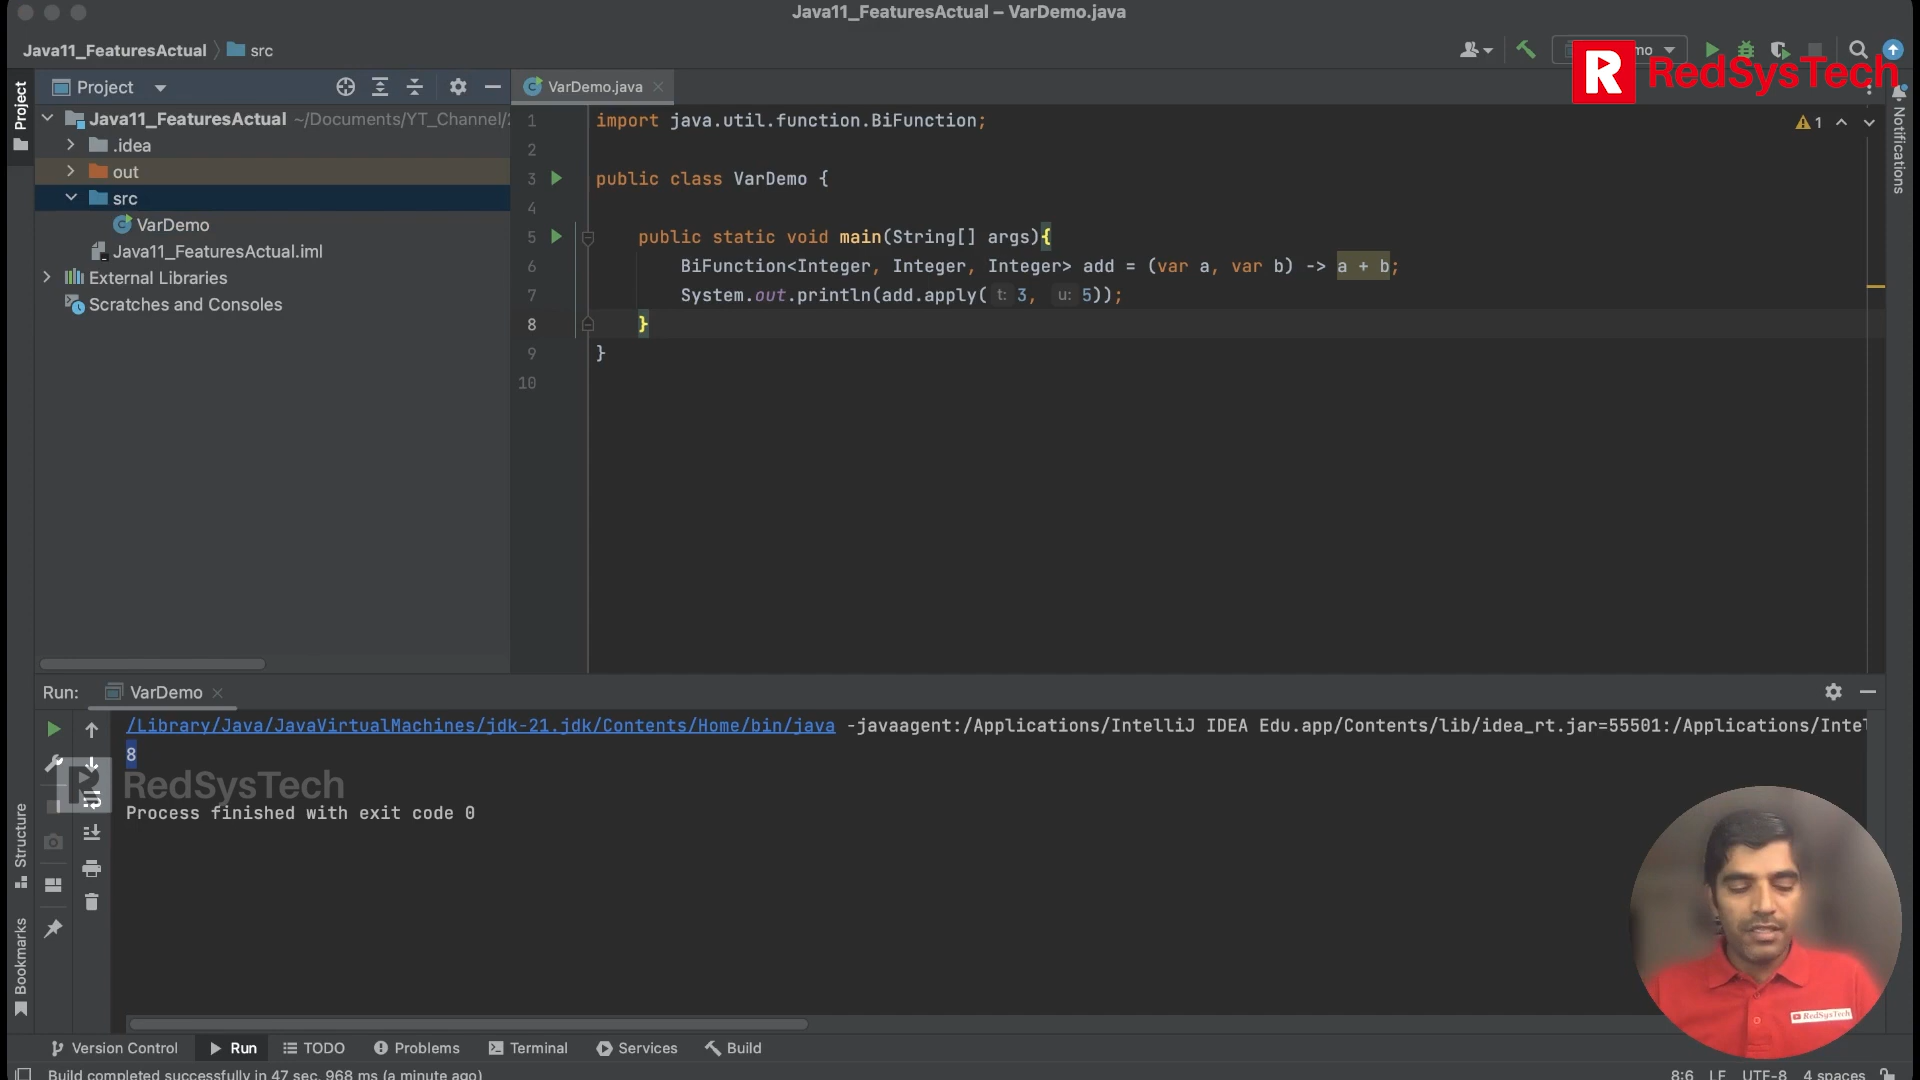 Java11_FeaturesActual – VarDemo.java
Java11_FeaturesActual
src
mo
RedSysTech
Project
Project
VarDemo.java
Notifications
Java11_FeaturesActual ~/Documents/YT_Channel/
.idea
out
src
VarDemo
Java11_FeaturesActual.iml
External Libraries
Scratches and Consoles
1 import java.util.function.BiFunction;
2
3 public class VarDemo {
4
5 public static void main(String[] args){
6 BiFunction<Integer, Integer, Integer> add = (var a, var b) -> a + b;
7 System.out.println(add.apply( t: 3, u: 5));
8 }
9 }
10
1
Run:
VarDemo
/Library/Java/JavaVirtualMachines/jdk-21.jdk/Contents/Home/bin/java -javaagent:/Applications/IntelliJ IDEA Edu.app/Contents/lib/idea_rt.jar=55501:/Applications/Inte
8
RedSysTech
Process finished with exit code 0
Structure
Bookmarks
RedSysTech
Version Control
Run
TODO
Problems
Terminal
Services
Build
Build completed successfully in 47 sec, 968 ms (a minute ago)
8:6 LF UTF-8 4 spaces